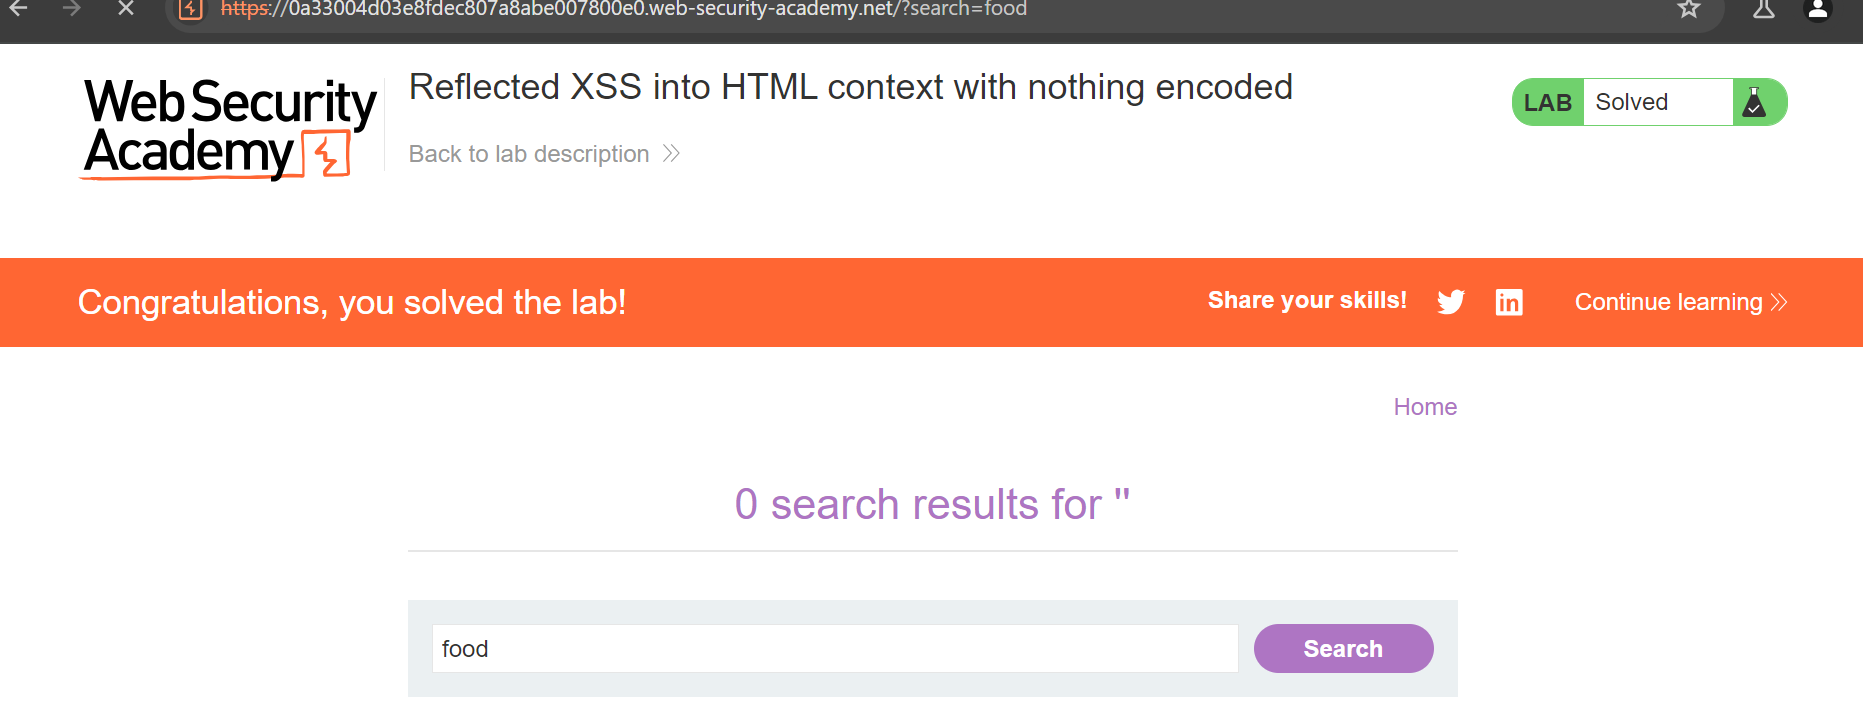 https://0a33004d03e8fdec807a8abe007800e0.web-security-academy.net/?search=food
Web Security
Academy
Reflected XSS into HTML context with nothing encoded
Back to lab description
LAB Solved
Congratulations, you solved the lab!
Share your skills!
Continue learning
Home
0 search results for ''
food
Search